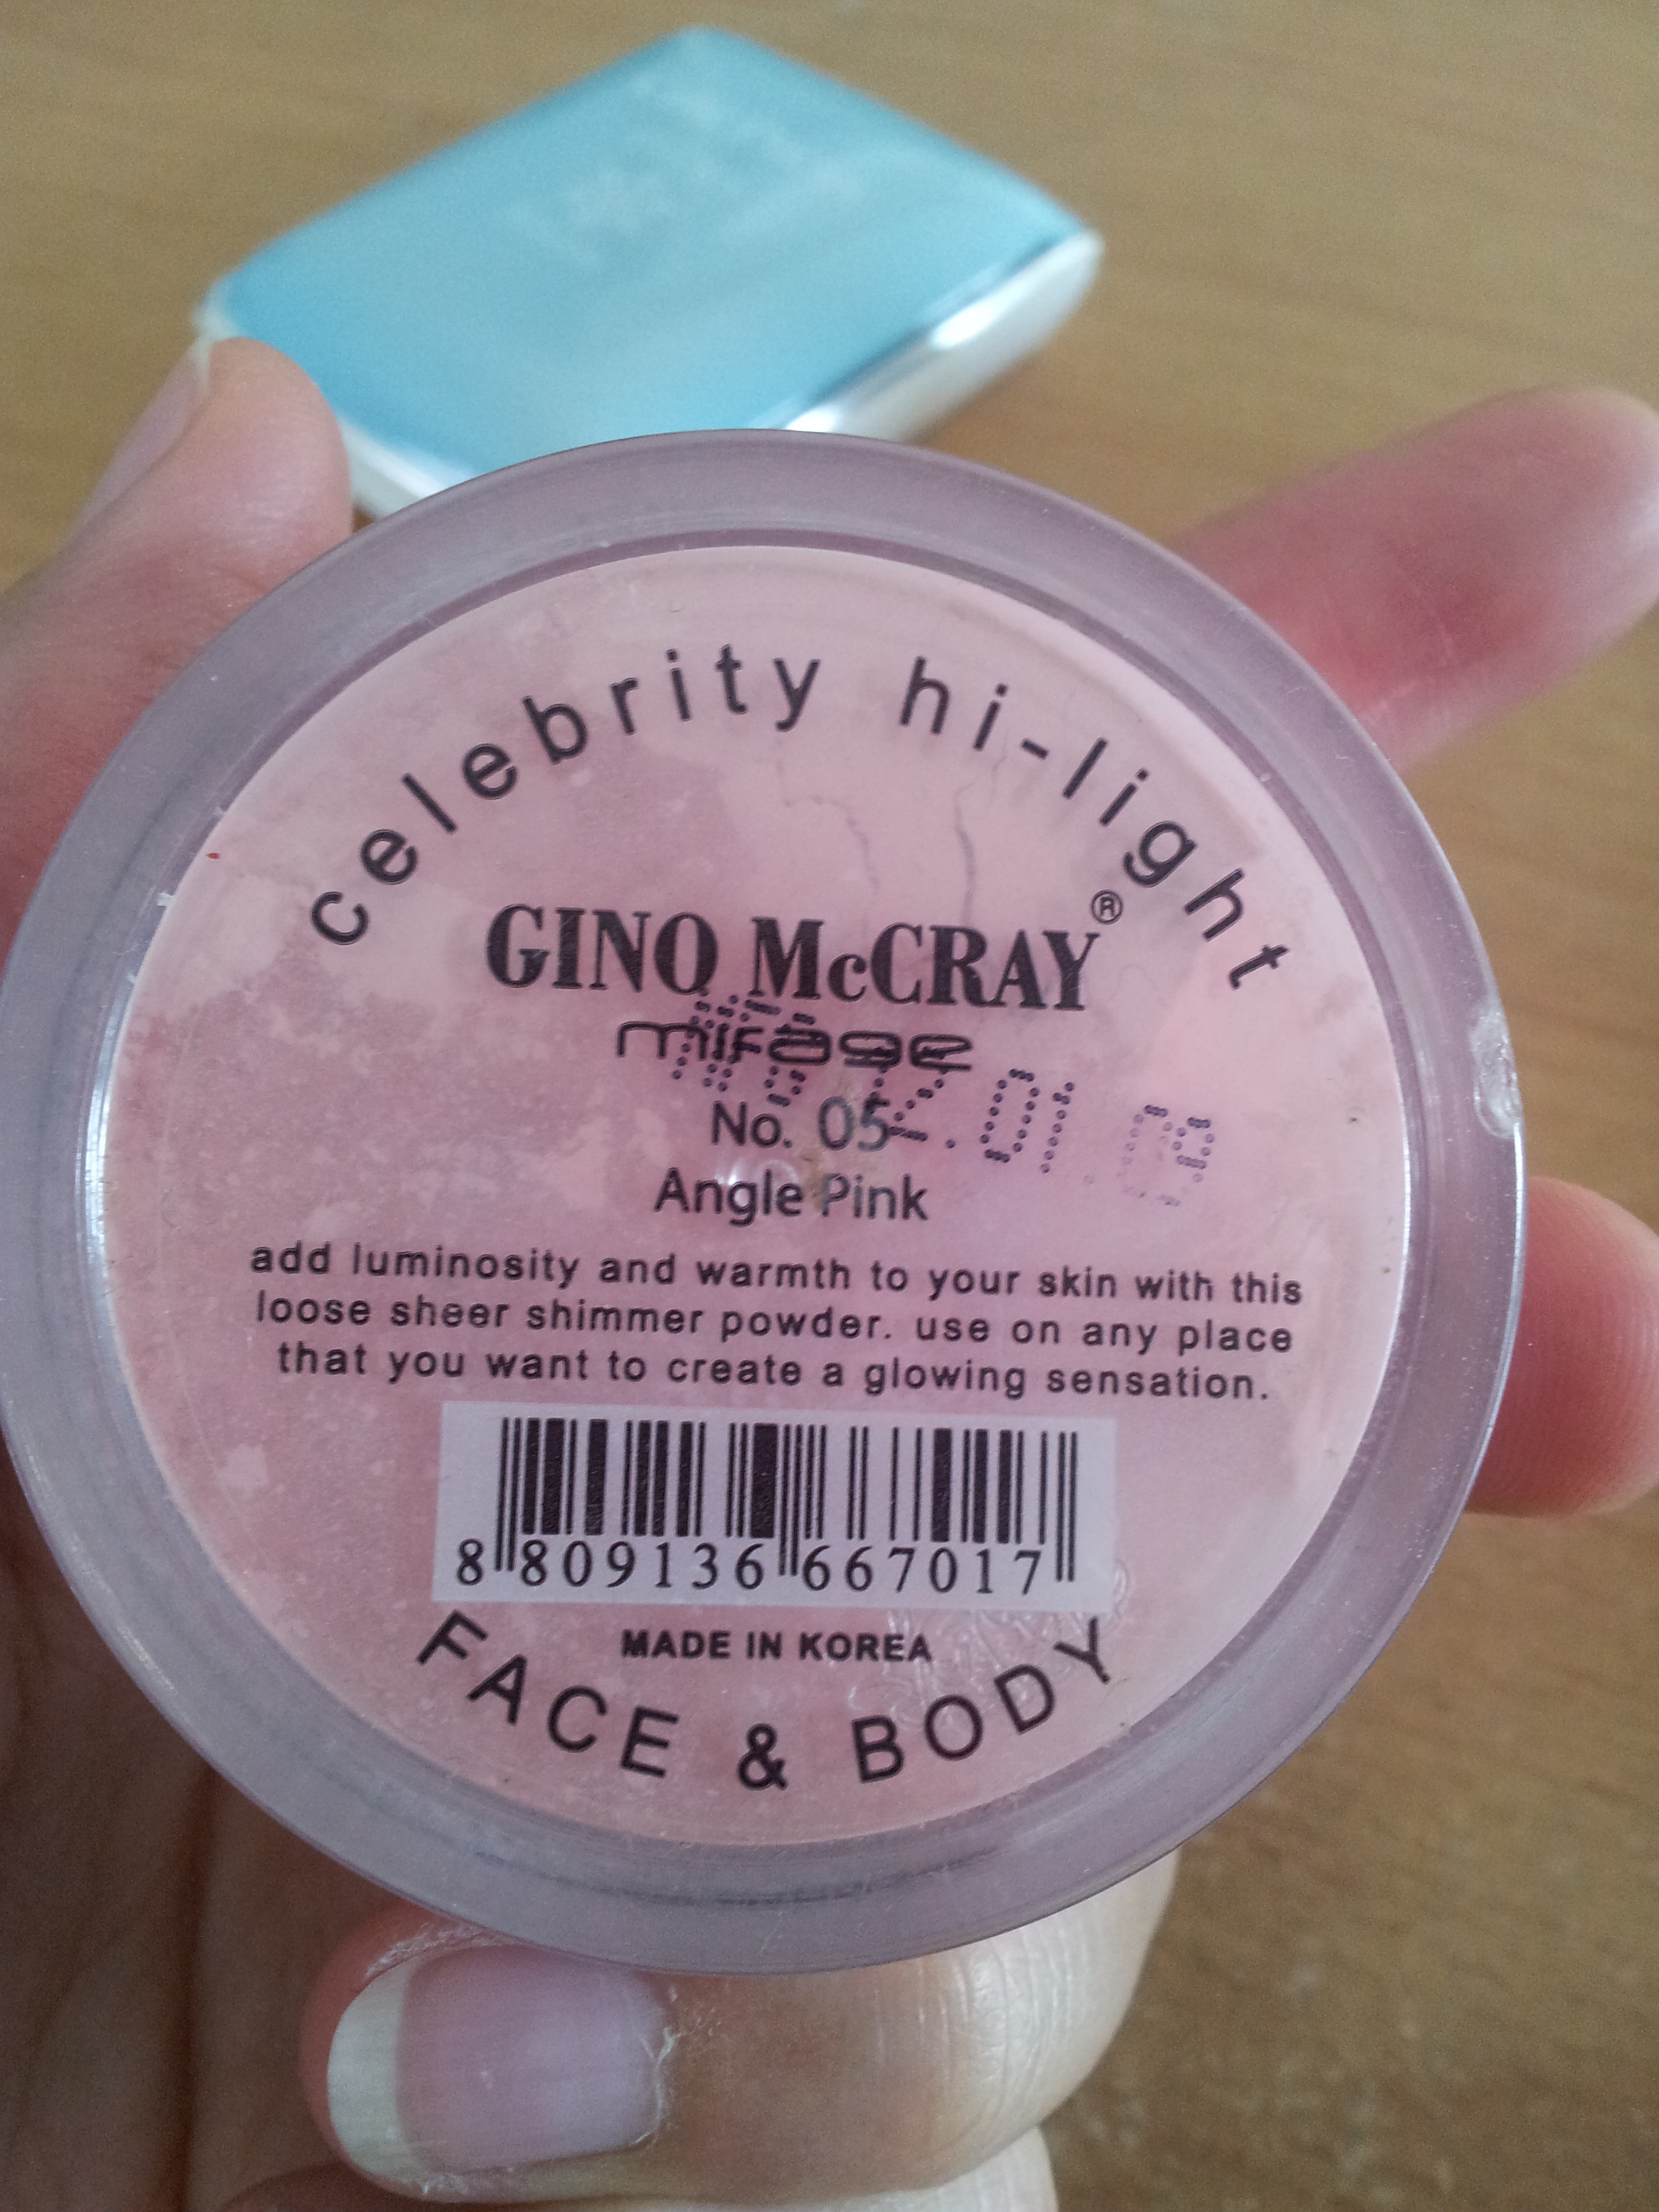 celebrity hi-light
GINO McCRAY®
mirage
No. 05
Angle Pink
add luminosity and warmth to your skin with this
loose sheer shimmer powder. use on any place
that you want to create a glowing sensation.
8 809136 667017
MADE IN KOREA
FACE & BODY